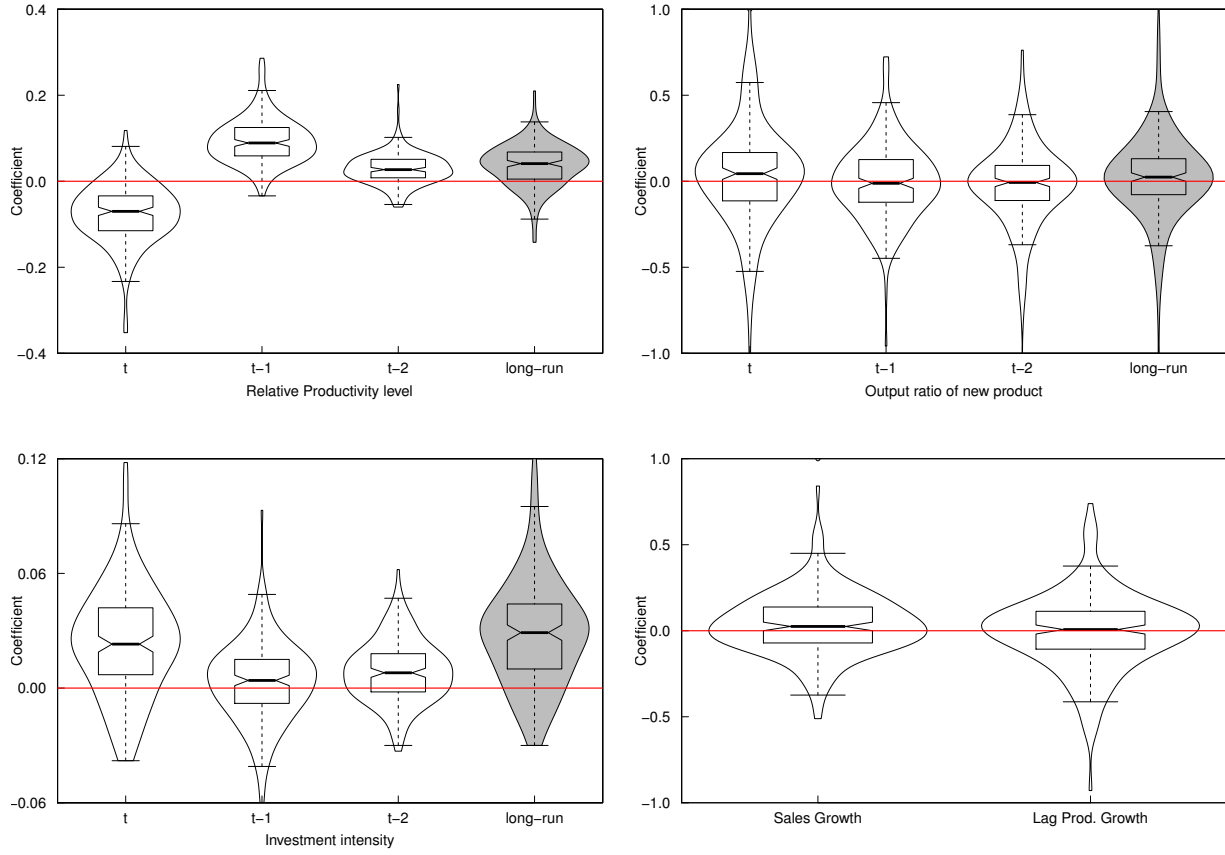 0.4
0.2
0.0
−0.2
−0.4
Coefficient
t
t−1
t−2
long−run
Relative Productivity level
1.0
0.5
0.0
−0.5
−1.0
Coefficient
t
t−1
t−2
long−run
Output ratio of new product
0.12
0.06
0.00
−0.06
Coefficient
t
t−1
t−2
long−run
Investment intensity
1.0
0.5
0.0
−0.5
−1.0
Coefficient
Sales Growth
Lag Prod. Growth